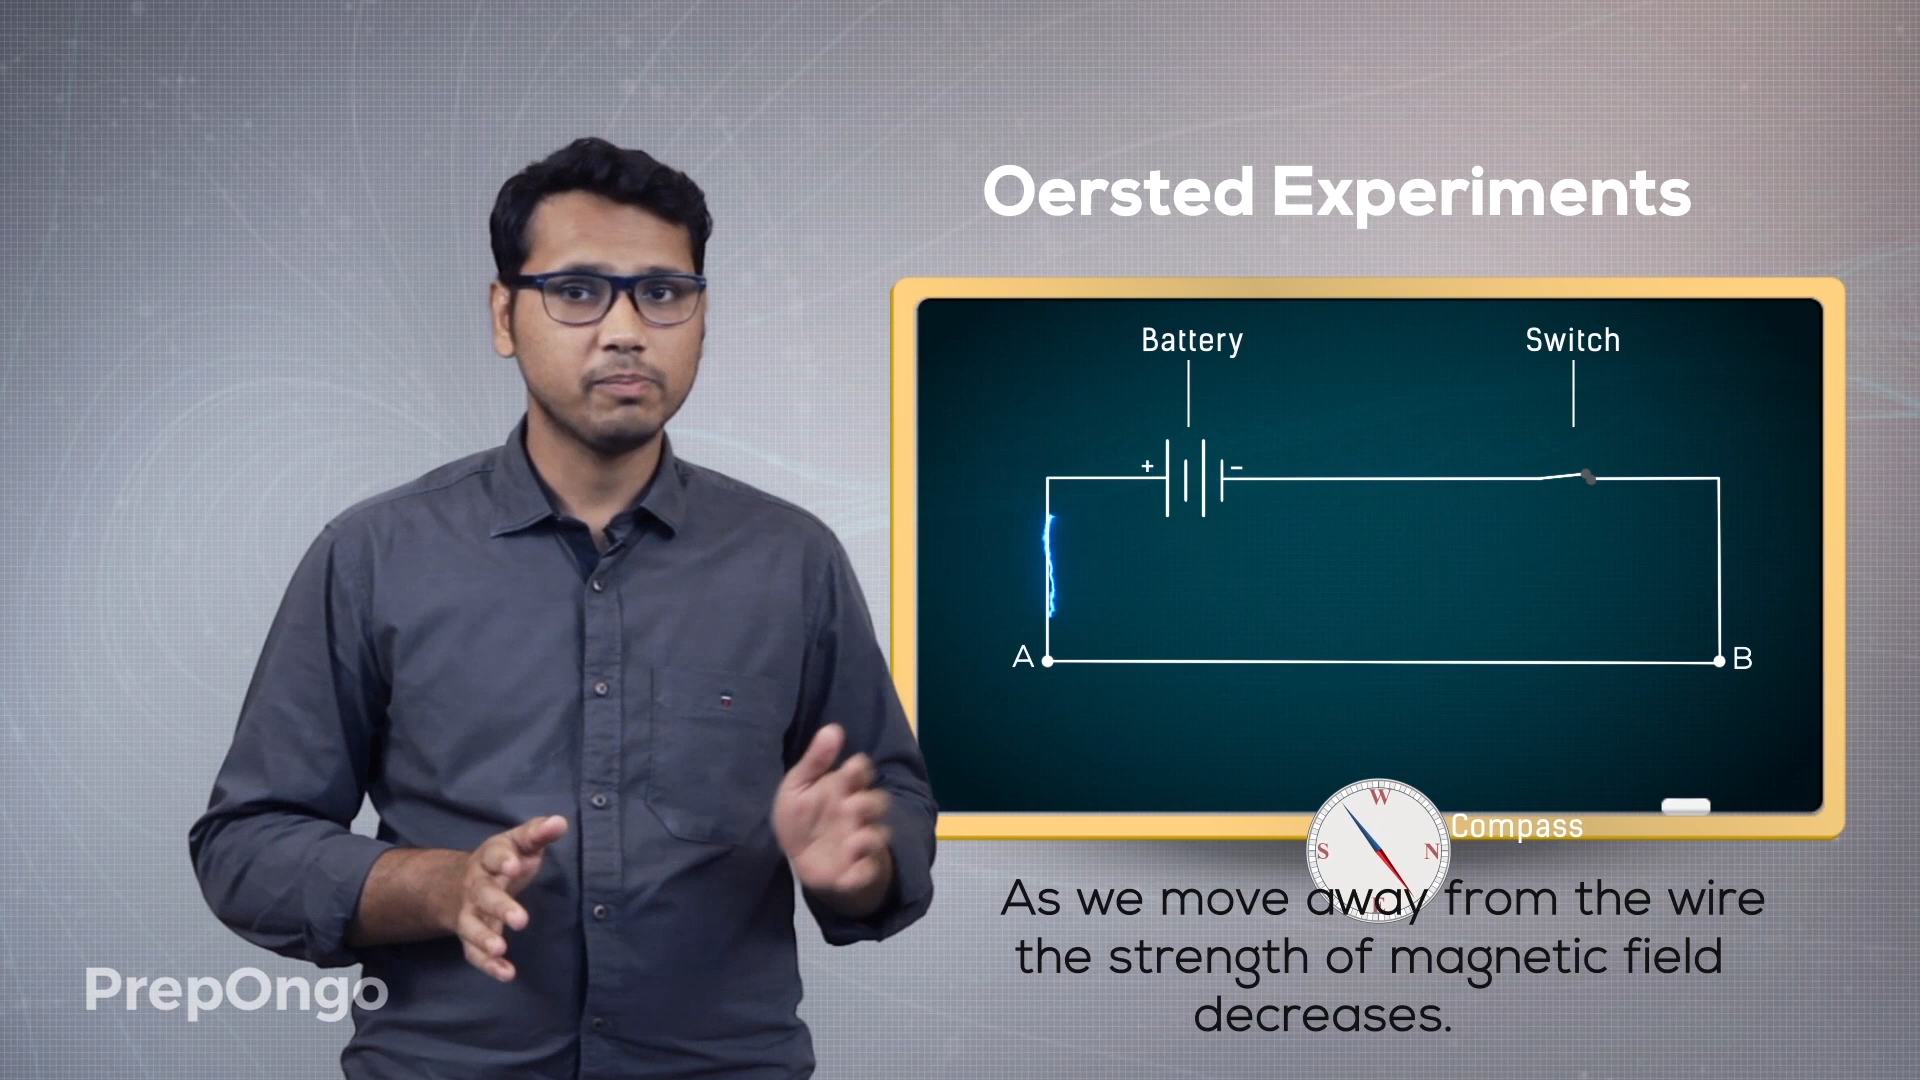 Oersted Experiments
Battery
Switch
+
−
A
B
W
S
N
Compass
As we move away from the wire
the strength of magnetic field
decreases.
PrepOngo